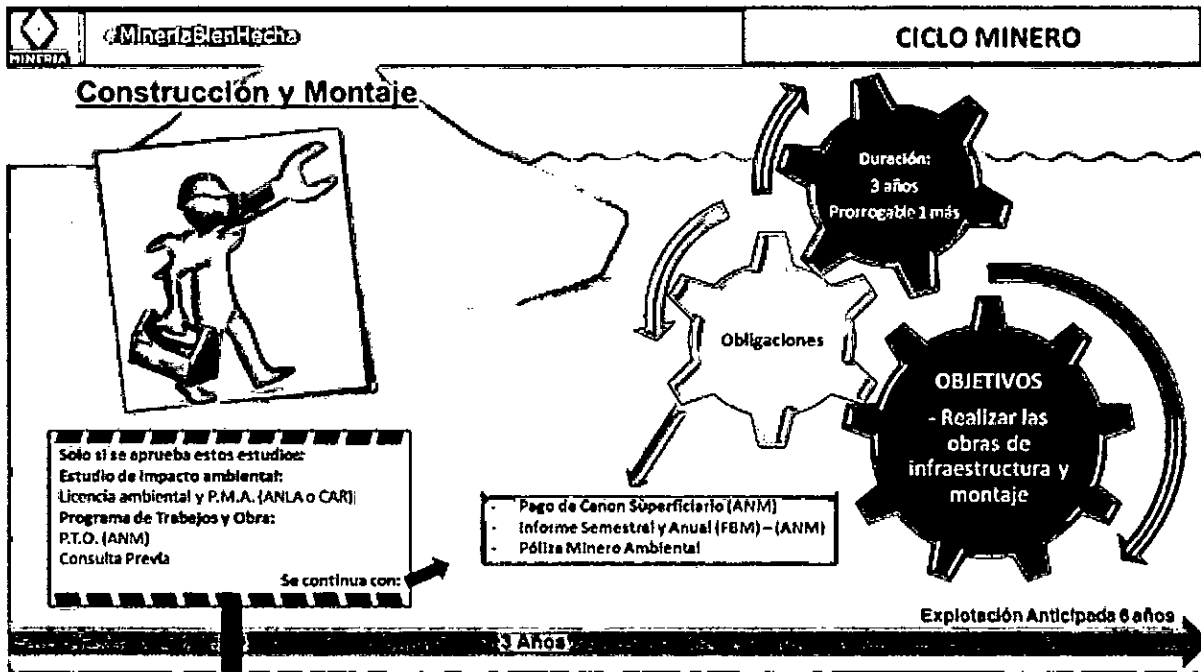 MINERIA
#MineríaBienHecha
CICLO MINERO
Construcción y Montaje
Duración:
3 años
Prorrogable 1 más
Obligaciones
OBJETIVOS
- Realizar las
obras de
infraestructura y
montaje
Solo si se aprueba estos estudios:
Estudio de impacto ambiental:
Licencia ambiental y P.M.A. (ANLA o CAR)
Programa de Trabajos y Obra:
P.T.O. (ANM)
Consulta Previa
Se continua con:
- Pago de Canon Superficiario (ANM)
- Informe Semestral y Anual (FBM) – (ANM)
- Póliza Minero Ambiental
Explotación Anticipada 6 años
3 Años